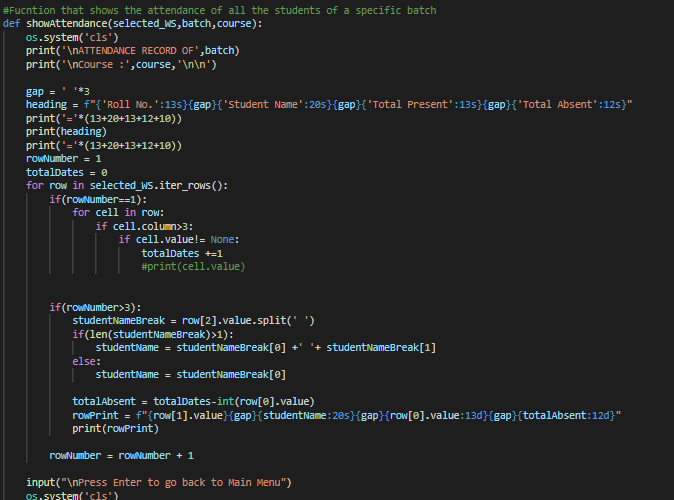 #Fucntion that shows the attendance of all the students of a specific batch
def showAttendance(selected_WS,batch,course):
    os.system('cls')
    print('\nATTENDANCE RECORD OF',batch)
    print('\nCourse :',course,'\n\n')

    gap = ' '*3
    heading = f"{'Roll No.':13s}{gap}{'Student Name':20s}{gap}{'Total Present':13s}{gap}{'Total Absent':12s}"
    print('='*(13+20+13+12+10))
    print(heading)
    print('='*(13+20+13+12+10))
    rowNumber = 1
    totalDates = 0
    for row in selected_WS.iter_rows():
        if(rowNumber==1):
            for cell in row:
                if cell.column>3:
                    if cell.value!= None:
                        totalDates +=1
                        #print(cell.value)


        if(rowNumber>3):
            studentNameBreak = row[2].value.split(' ')
            if(len(studentNameBreak)>1):
                studentName = studentNameBreak[0] +' '+ studentNameBreak[1]
            else:
                studentName = studentNameBreak[0]

            totalAbsent = totalDates-int(row[0].value)
            rowPrint = f"{row[1].value}{gap}{studentName:20s}{gap}{row[0].value:13d}{gap}{totalAbsent:12d}"
            print(rowPrint)

        rowNumber = rowNumber + 1

    input("\nPress Enter to go back to Main Menu")
    os.system('cls')